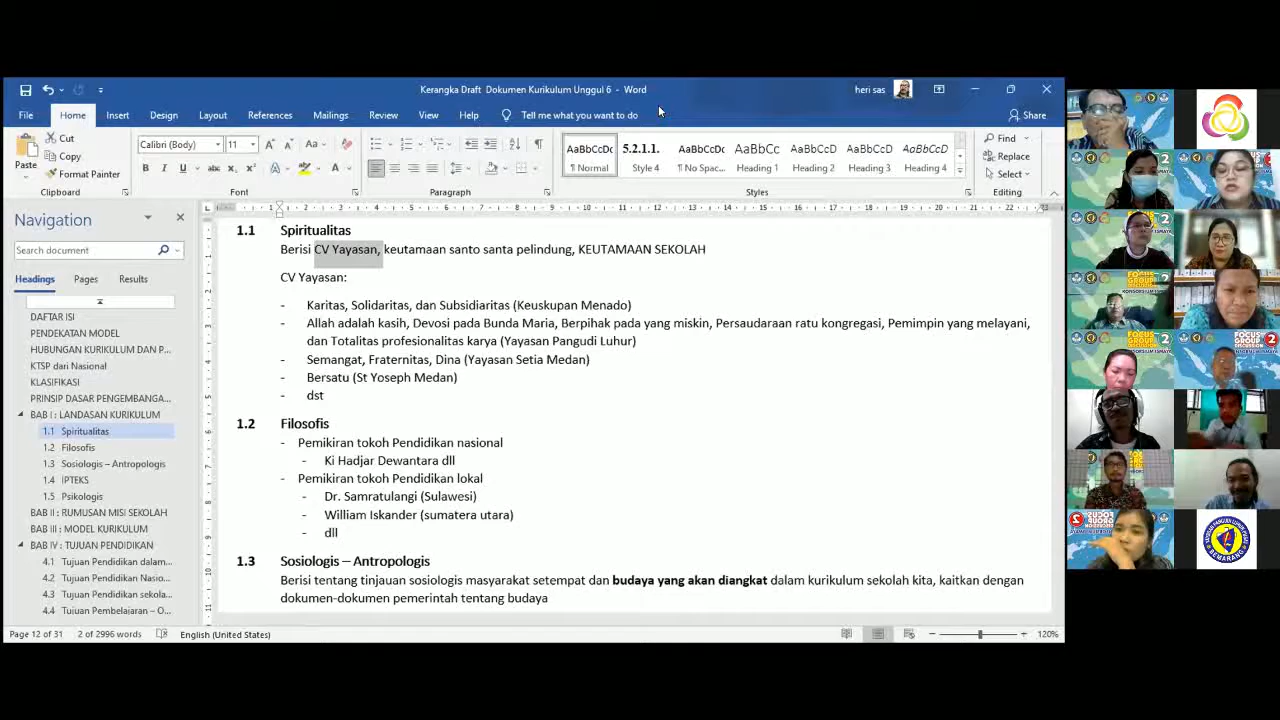 Kerangka Draft  Dokumen Kurikulum Unggul 6  -  Word
heri sas
File
Home
Insert
Design
Layout
References
Mailings
Review
View
Help
Tell me what you want to do
Share
Paste
Cut
Copy
Format Painter
Calibri (Body)
11
AaBbCcDc
5.2.1.1.
AaBbCcDc
AaBbCc
AaBbCcD
AaBbCcD
AaBbCcD
¶ Normal
Style 4
¶ No Spac...
Heading 1
Heading 2
Heading 3
Heading 4
Find
Replace
Select
Clipboard
Font
Paragraph
Styles
Editing
Navigation
Search document
Headings
Pages
Results
DAFTAR ISI
PENDEKATAN MODEL
HUBUNGAN KURIKULUM DAN P...
KTSP dari Nasional
KLASIFIKASI
PRINSIP DASAR PENGEMBANGA...
BAB I : LANDASAN KURIKULUM
1.1 Spiritualitas
1.2 Filosofis
1.3 Sosiologis – Antropologis
1.4 IPTEKS
1.5 Psikologis
BAB II : RUMUSAN MISI SEKOLAH
BAB III : MODEL KURIKULUM
BAB IV : TUJUAN PENDIDIKAN
4.1 Tujuan Pendidikan dalam...
4.2 Tujuan Pendidikan Nasio...
4.3 Tujuan Pendidikan sekola...
4.4 Tujuan Pembelajaran – O...
1.1 Spiritualitas
Berisi CV Yayasan, keutamaan santo santa pelindung, KEUTAMAAN SEKOLAH
CV Yayasan:
- Karitas, Solidaritas, dan Subsidiaritas (Keuskupan Menado)
- Allah adalah kasih, Devosi pada Bunda Maria, Berpihak pada yang miskin, Persaudaraan ratu kongregasi, Pemimpin yang melayani,
dan Totalitas profesionalitas karya (Yayasan Pangudi Luhur)
- Semangat, Fraternitas, Dina (Yayasan Setia Medan)
- Bersatu (St Yoseph Medan)
- dst
1.2 Filosofis
- Pemikiran tokoh Pendidikan nasional
- Ki Hadjar Dewantara dll
- Pemikiran tokoh Pendidikan lokal
- Dr. Samratulangi (Sulawesi)
- William Iskander (sumatera utara)
- dll
1.3 Sosiologis – Antropologis
Berisi tentang tinjauan sosiologis masyarakat setempat dan budaya yang akan diangkat dalam kurikulum sekolah kita, kaitkan dengan
dokumen-dokumen pemerintah tentang budaya
Page 12 of 31
2 of 2996 words
English (United States)
120%